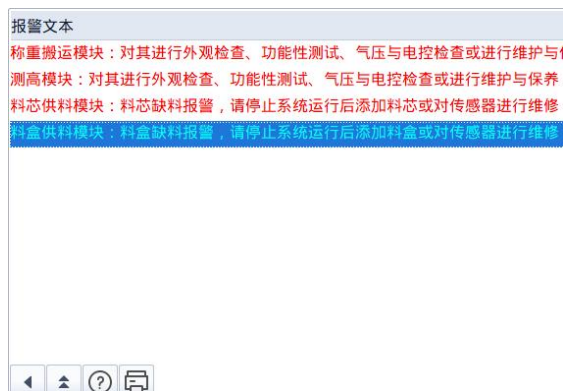 报警文本
称重搬运模块：对其进行外观检查、功能性测试、气压与电控检查或进行维护与
测高模块：对其进行外观检查、功能性测试、气压与电控检查或进行维护与保养
料芯供料模块：料芯缺料报警，请停止系统运行后添加料芯或对传感器进行维修
料盒供料模块：料盒缺料报警，请停止系统运行后添加料盒或对传感器进行维修